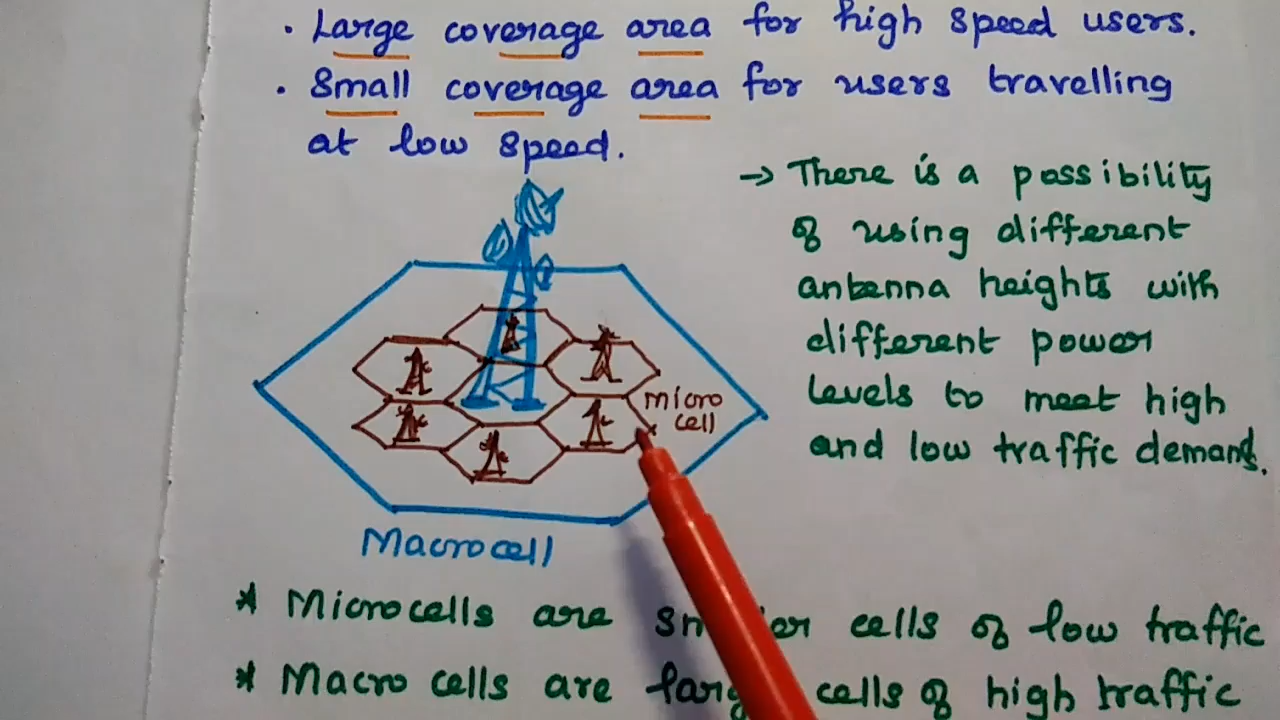 • Large coverage area for high speed users.
• Small coverage area for users travelling
at low speed.
→ There is a possibility
of using different
antenna heights with
different power
levels to meet high
and low traffic demand.
micro
cell
Macrocell
* Microcells are cells of low traffic
* Macro cells are cells of high traffic